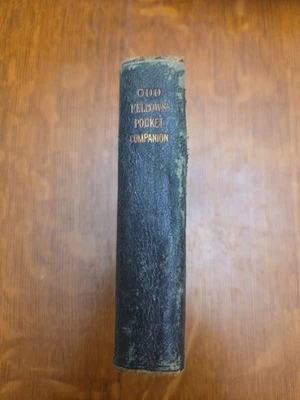 ODD
FELLOWS'
POCKET
COMPANION